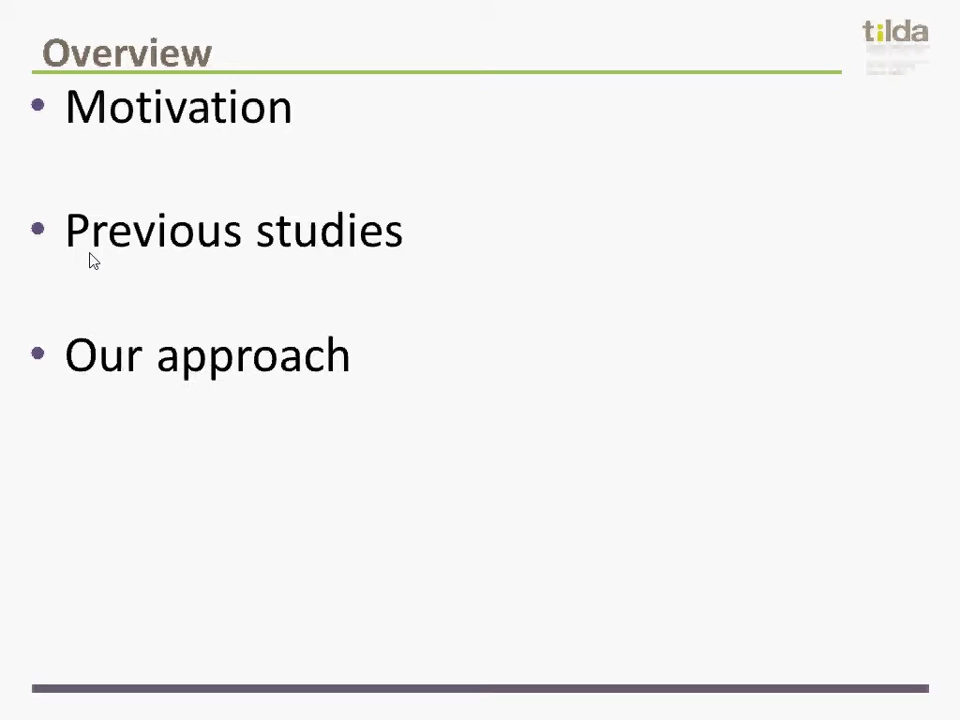 Overview
tilda
• Motivation
• Previous studies
• Our approach